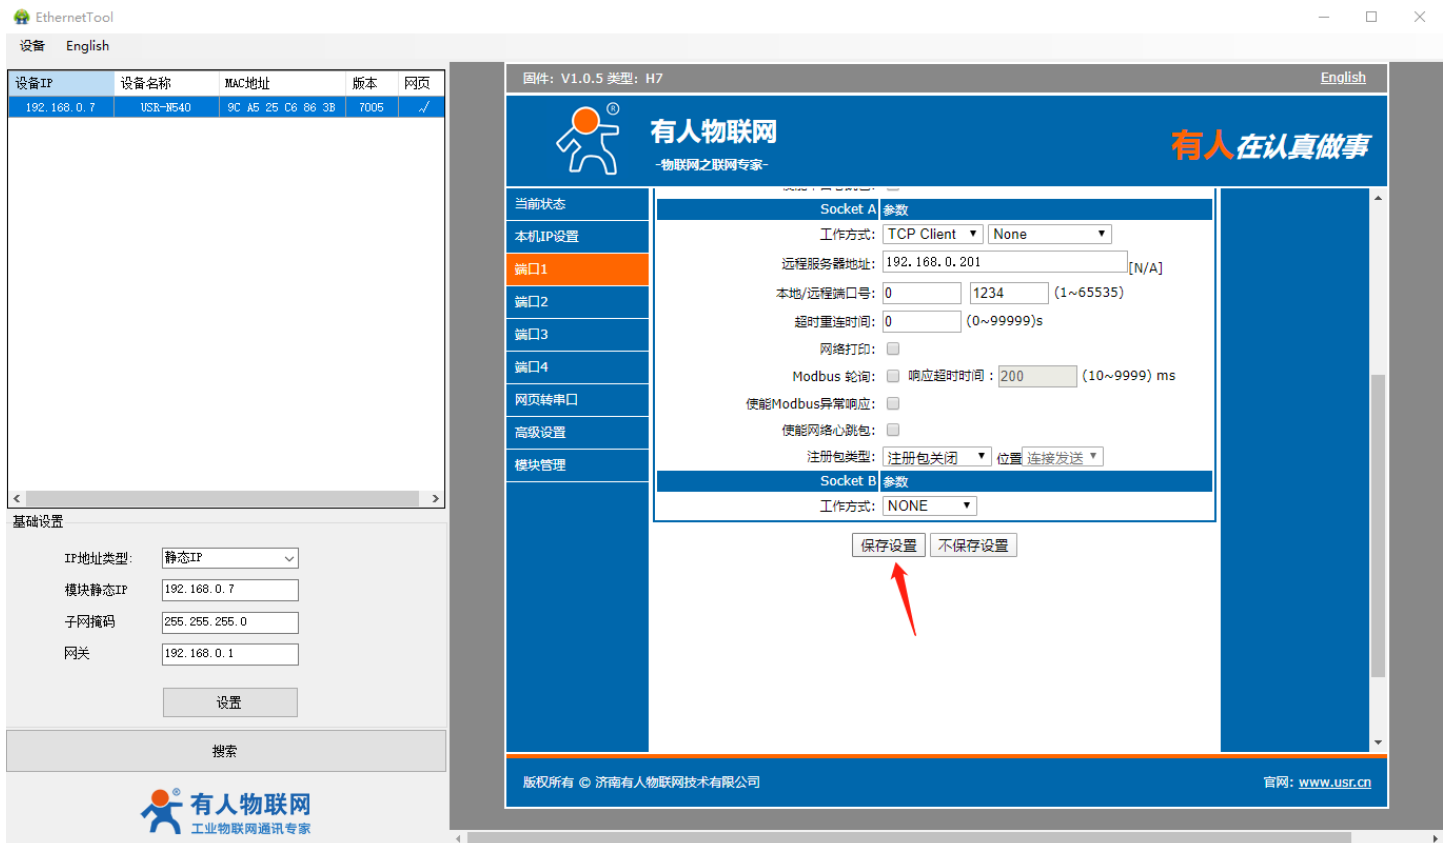 EthernetTool
设备 English
设备IP 设备名称 MAC地址 版本 网页
192.168.0.7 USR-N540 9C A5 25 C6 86 3B 7005 √
基础设置
IP地址类型: 静态IP
模块静态IP 192.168.0.7
子网掩码 255.255.255.0
网关 192.168.0.1
设置
搜索
有人物联网
工业物联网通讯专家
固件: V1.0.5 类型: H7 English
有人物联网
-物联网之联网专家-
有人在认真做事
当前状态
本机IP设置
端口1
端口2
端口3
端口4
网页转串口
高级设置
模块管理
Socket A 参数
工作方式: TCP Client None
远程服务器地址: 192.168.0.201 [N/A]
本地/远程端口号: 0 1234 (1~65535)
超时重连时间: 0 (0~99999)s
网络打印:
Modbus 轮询: 响应超时时间 : 200 (10~9999) ms
使能Modbus异常响应:
使能网络心跳包:
注册包类型: 注册包关闭 位置 连接发送
Socket B 参数
工作方式: NONE
保存设置 不保存设置
版权所有 © 济南有人物联网技术有限公司 官网: www.usr.cn